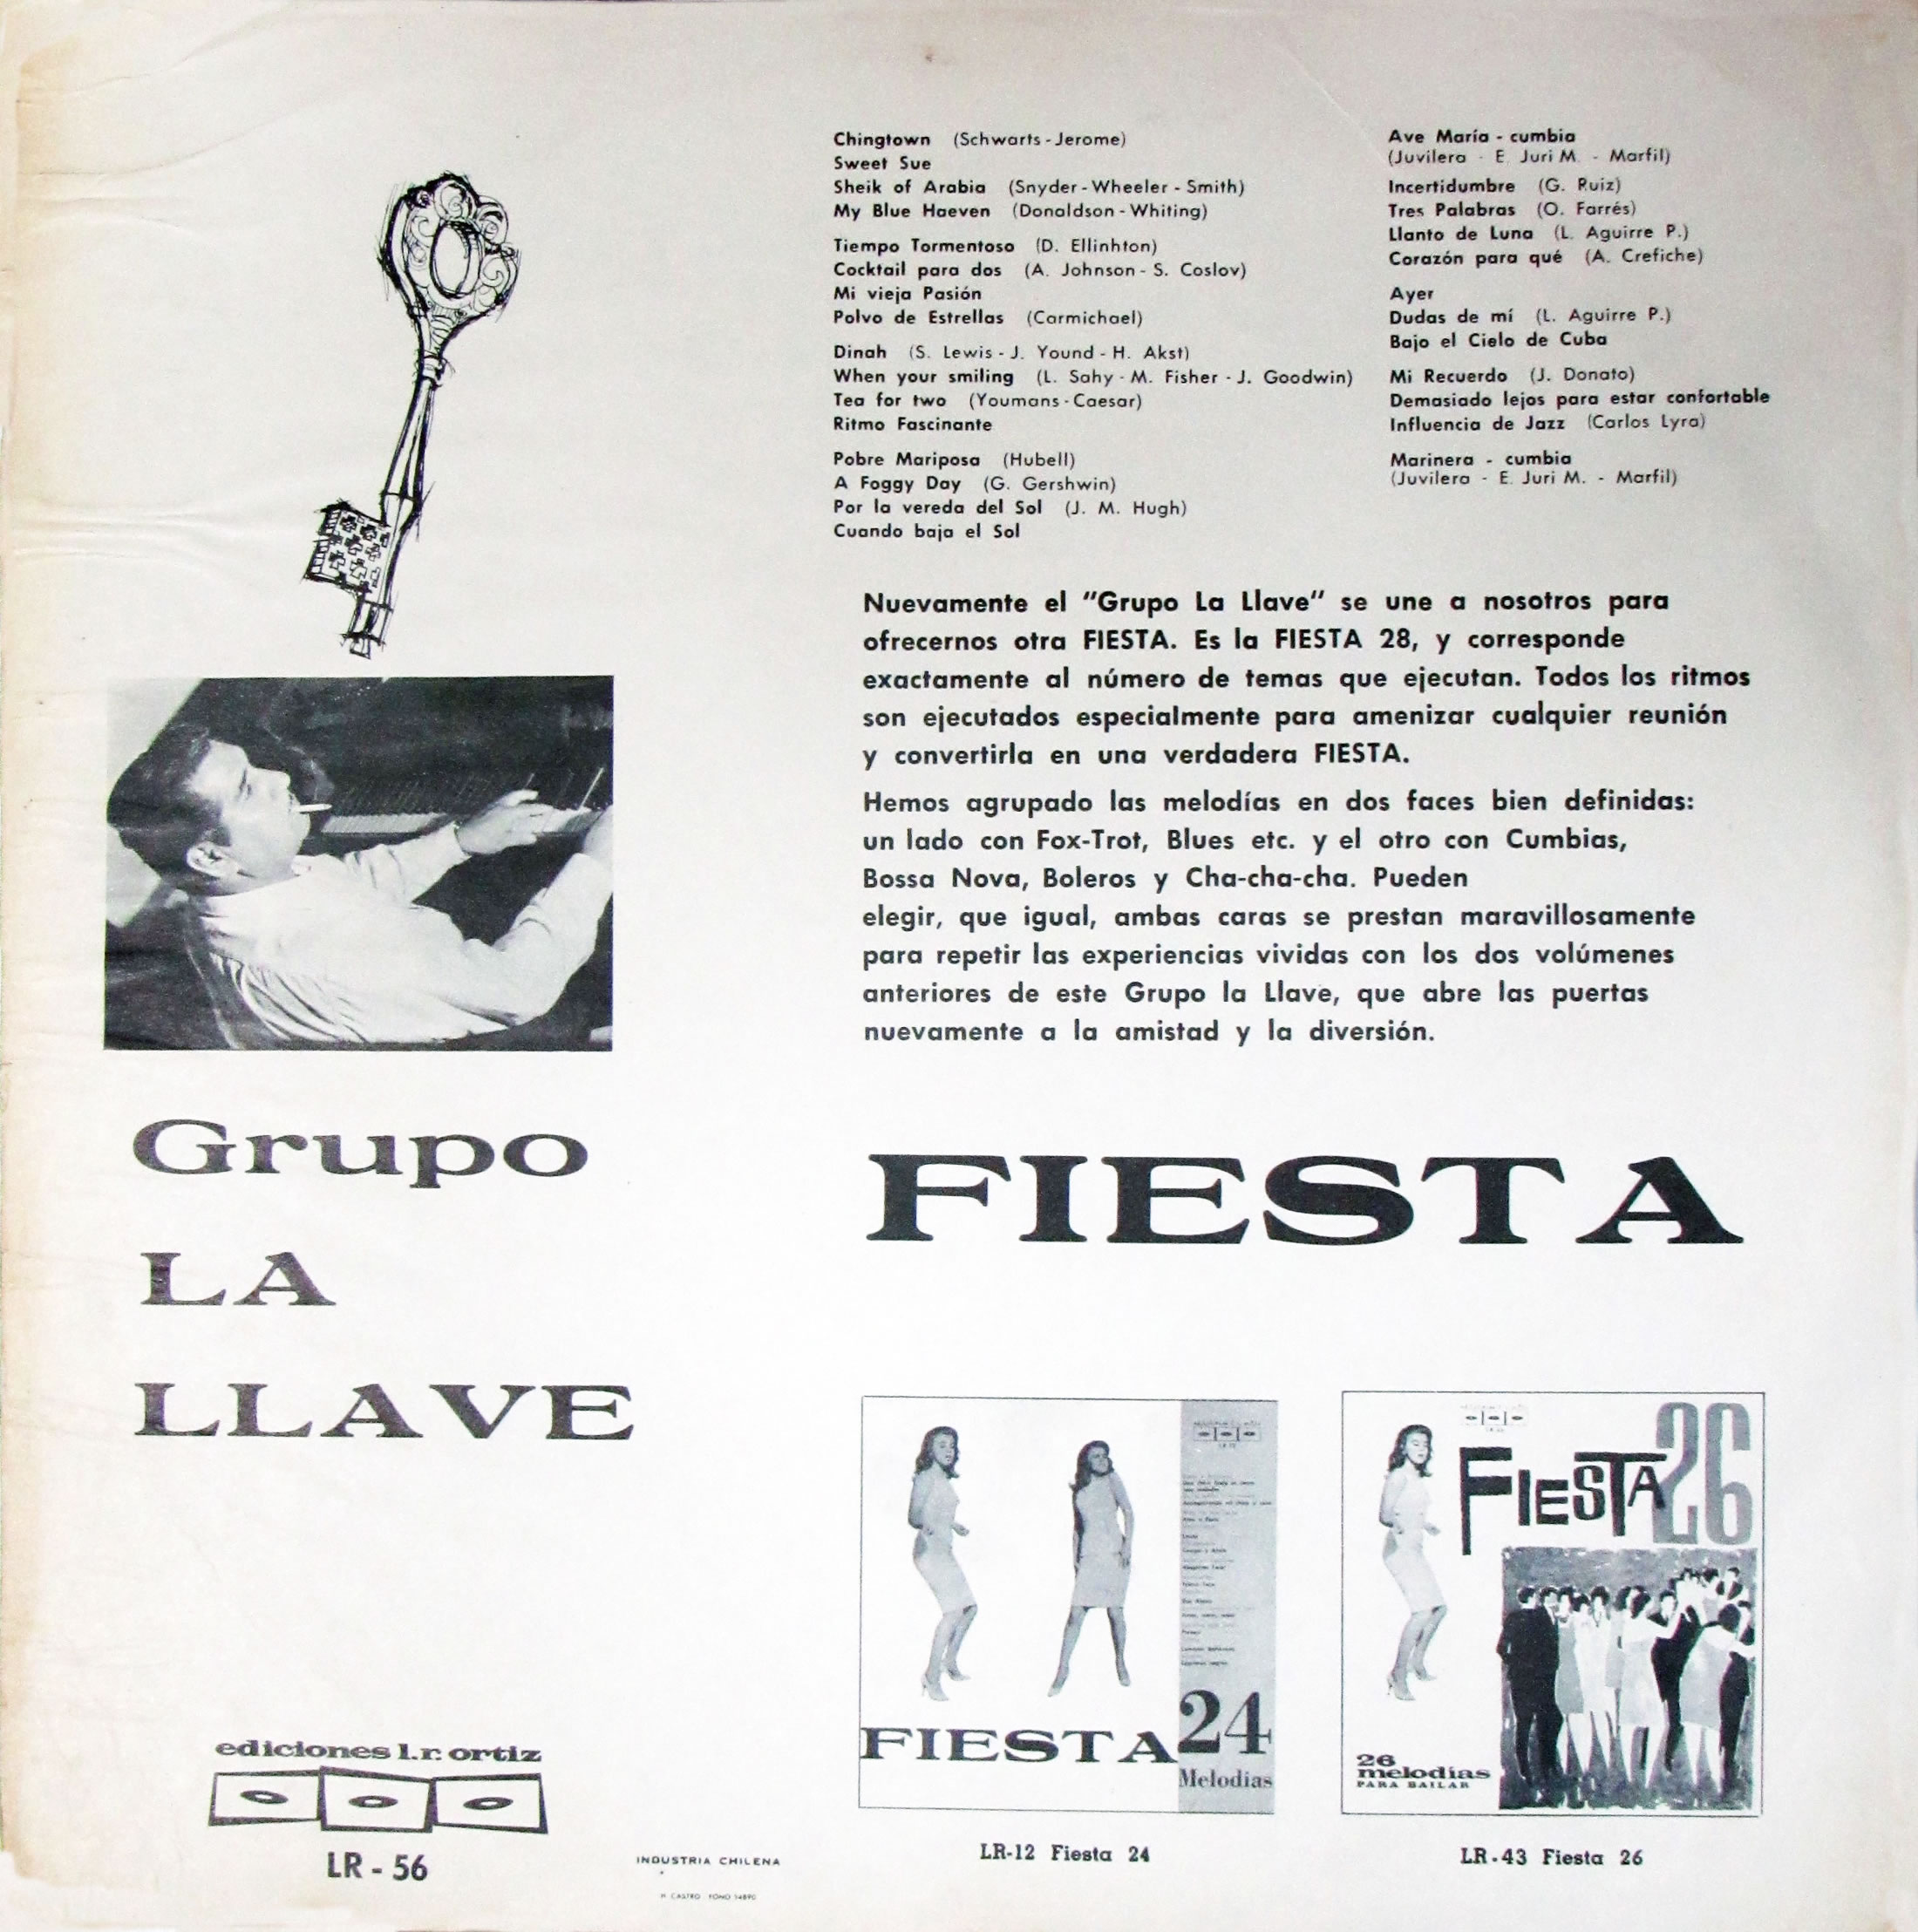 Chingtown (Schwarts - Jerome)
Sweet Sue
Sheik of Arabia (Snyder - Wheeler - Smith)
My Blue Haeven (Donaldson - Whiting)
Tiempo Tormentoso (D. Ellinhton)
Cocktail para dos (A. Johnson - S. Coslov)
Mi vieja Pasión
Polvo de Estrellas (Carmichael)
Dinah (S. Lewis - J. Yound - H. Akst)
When your smiling (L. Sahy - M. Fisher - J. Goodwin)
Tea for two (Youmans - Caesar)
Ritmo Fascinante
Pobre Mariposa (Hubell)
A Foggy Day (G. Gershwin)
Por la vereda del Sol (J. M. Hugh)
Cuando baja el Sol
Ave María - cumbia
(Juvilera - E. Juri M. - Marfil)
Incertidumbre (G. Ruiz)
Tres Palabras (O. Farrés)
Llanto de Luna (L. Aguirre P.)
Corazón para qué (A. Crefiche)
Ayer
Dudas de mí (L. Aguirre P.)
Bajo el Cielo de Cuba
Mi Recuerdo (J. Donato)
Demasiado lejos para estar confortable
Influencia de Jazz (Carlos Lyra)
Marinera - cumbia
(Juvilera - E. Juri M. - Marfil)
Nuevamente el "Grupo La Llave" se une a nosotros para
ofrecernos otra FIESTA. Es la FIESTA 28, y corresponde
exactamente al número de temas que ejecutan. Todos los ritmos
son ejecutados especialmente para amenizar cualquier reunión
y convertirla en una verdadera FIESTA.
Hemos agrupado las melodías en dos faces bien definidas:
un lado con Fox-Trot, Blues etc. y el otro con Cumbias,
Bossa Nova, Boleros y Cha-cha-cha. Pueden
elegir, que igual, ambas caras se prestan maravillosamente
para repetir las experiencias vividas con los dos volúmenes
anteriores de este Grupo la Llave, que abre las puertas
nuevamente a la amistad y la diversión.
Grupo
LA
LLAVE
FIESTA
FIESTA
24
Melodías
FIESTA 26
26
melodías
PARA BAILAR
LR-12 Fiesta 24
LR-43 Fiesta 26
ediciones l.r. ortiz
LR - 56
INDUSTRIA CHILENA
CASTRO FONO